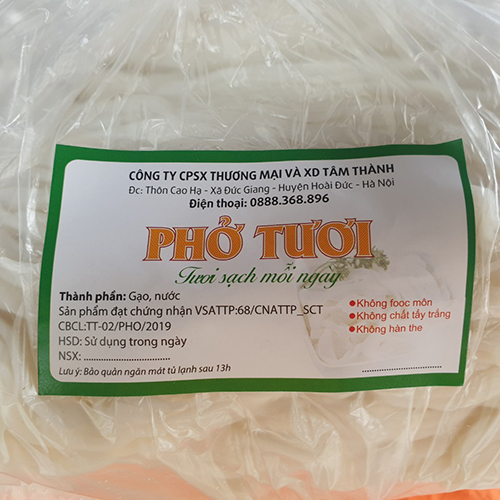 CÔNG TY CPSX THƯƠNG MẠI VÀ XD TÂM THÀNH
Đc: Thôn Cao Hạ - Xã Đức Giang - Huyện Hoài Đức - Hà Nội
Điện thoại: 0888.368.896
PHỞ TƯƠI
Tươi sạch mỗi ngày
Thành phần: Gạo, nước
Sản phẩm đạt chứng nhận VSATTP:68/CNATTP_SCT
CBCL:TT-02/PHO/2019
HSD: Sử dụng trong ngày
NSX: ..............................
Lưu ý: Bảo quản ngăn mát tủ lạnh sau 13h
●Không fooc môn
●Không chất tẩy trắng
●Không hàn the
..............................